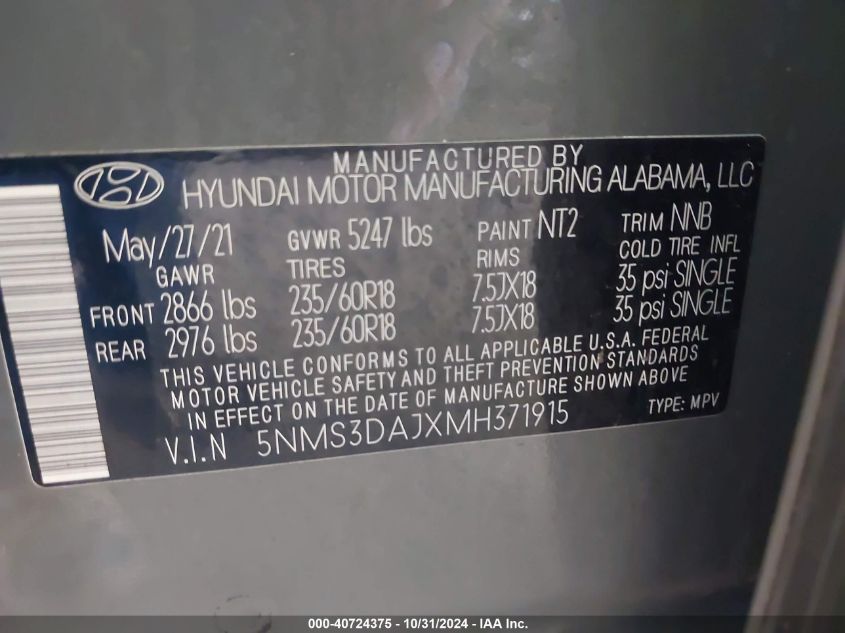 MANUFACTURED BY
HYUNDAI MOTOR MANUFACTURING ALABAMA, LLC
May/27/21 GVWR 5247 lbs PAINT NT2 TRIM NNB
GAWR TIRES RIMS COLD TIRE INFL
FRONT 2866 lbs 235/60R18 7.5JX18 35 psi SINGLE
REAR 2976 lbs 235/60R18 7.5JX18 35 psi SINGLE
THIS VEHICLE CONFORMS TO ALL APPLICABLE U.S.A. FEDERAL
MOTOR VEHICLE SAFETY AND THEFT PREVENTION STANDARDS
IN EFFECT ON THE DATE OF MANUFACTURE SHOWN ABOVE
V.I.N 5NMS3DAJXMH371915 TYPE: MPV
000-40724375 - 10/31/2024 - IAA Inc.